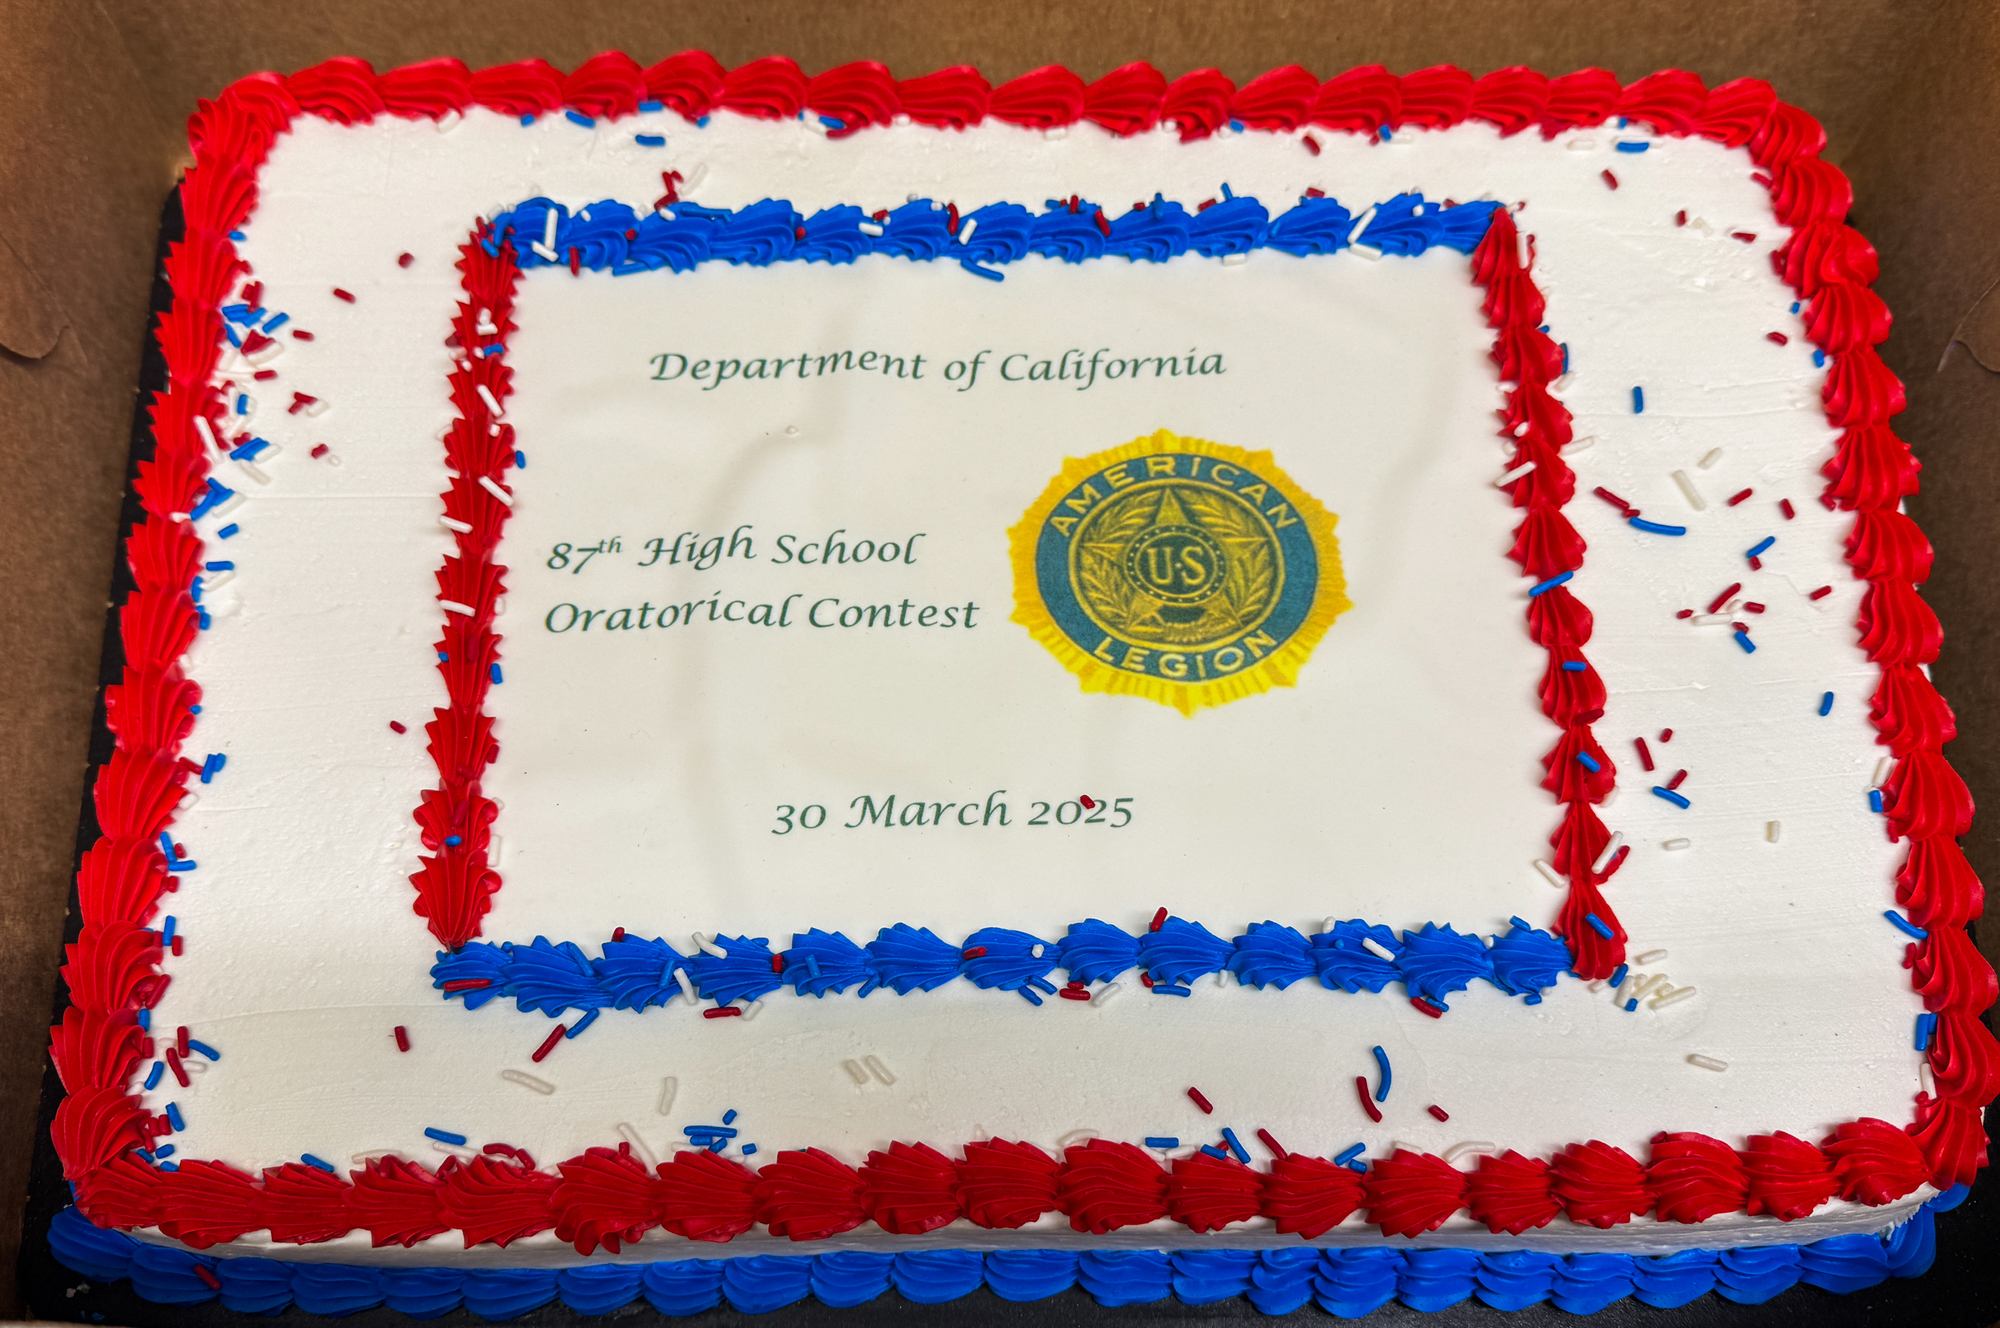 Department of California
87th High School
Oratorical Contest
AMERICAN
U.S
LEGION
30 March 2025